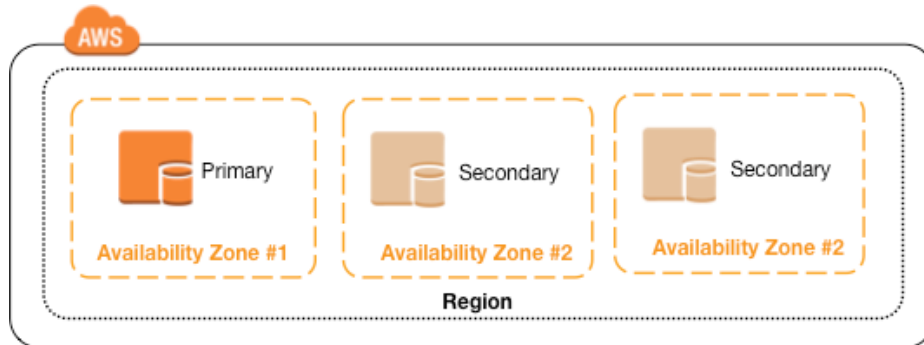 AWS
Primary
Availability Zone #1
Secondary
Availability Zone #2
Secondary
Availability Zone #2
Region